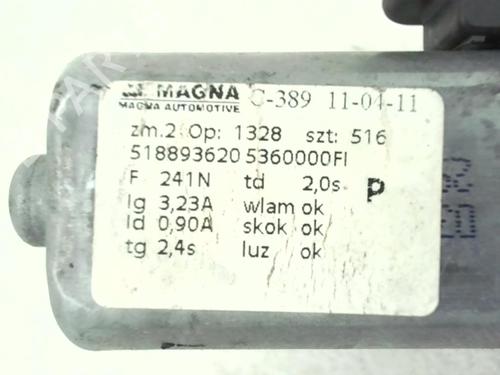 MAGNA C-389 11-04-11
MAGNA AUTOMOTIVE
zm.2 Op: 1328 szt: 516
518893620 5360000FI
F 241N td 2,0s P
Ig 3,23A wlam ok
Id 0,90A skok ok
tg 2,4s luz ok